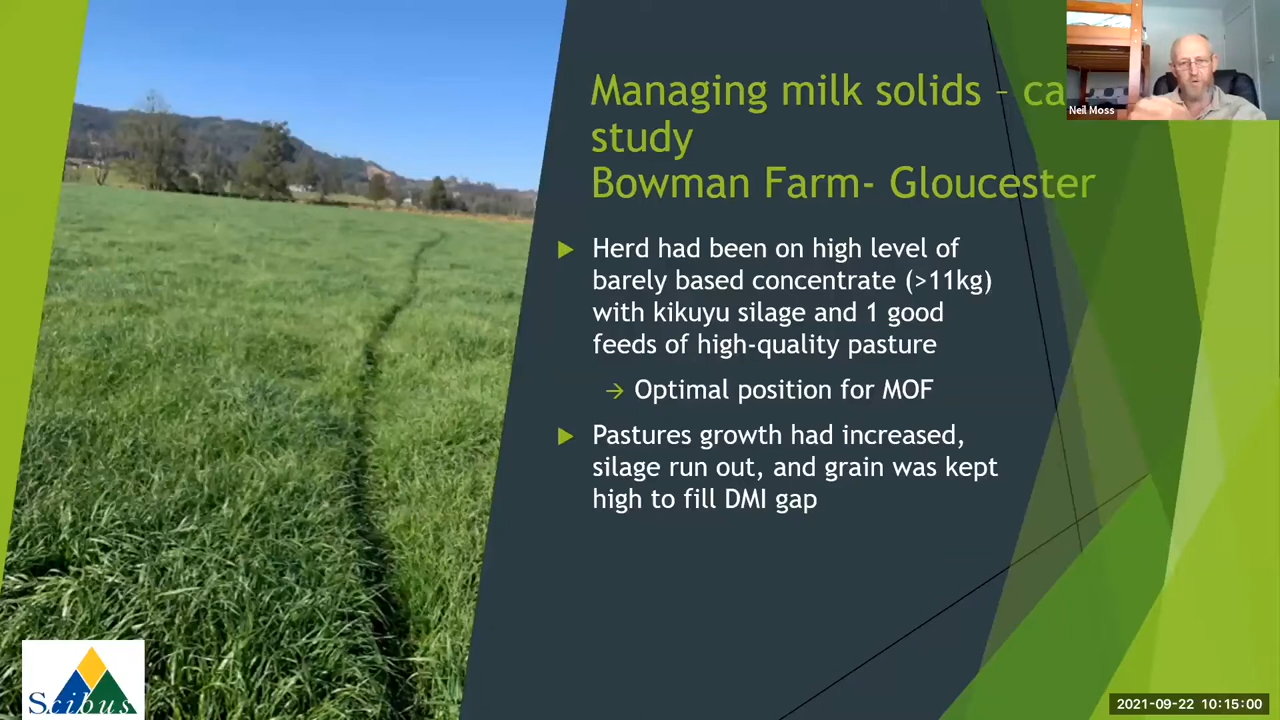 Managing milk solids – ca
study
Bowman Farm- Gloucester
Neil Moss
Herd had been on high level of
barely based concentrate (>11kg)
with kikuyu silage and 1 good
feeds of high-quality pasture
→ Optimal position for MOF
Pastures growth had increased,
silage run out, and grain was kept
high to fill DMI gap
Scibus
2021-09-22 10:15:00